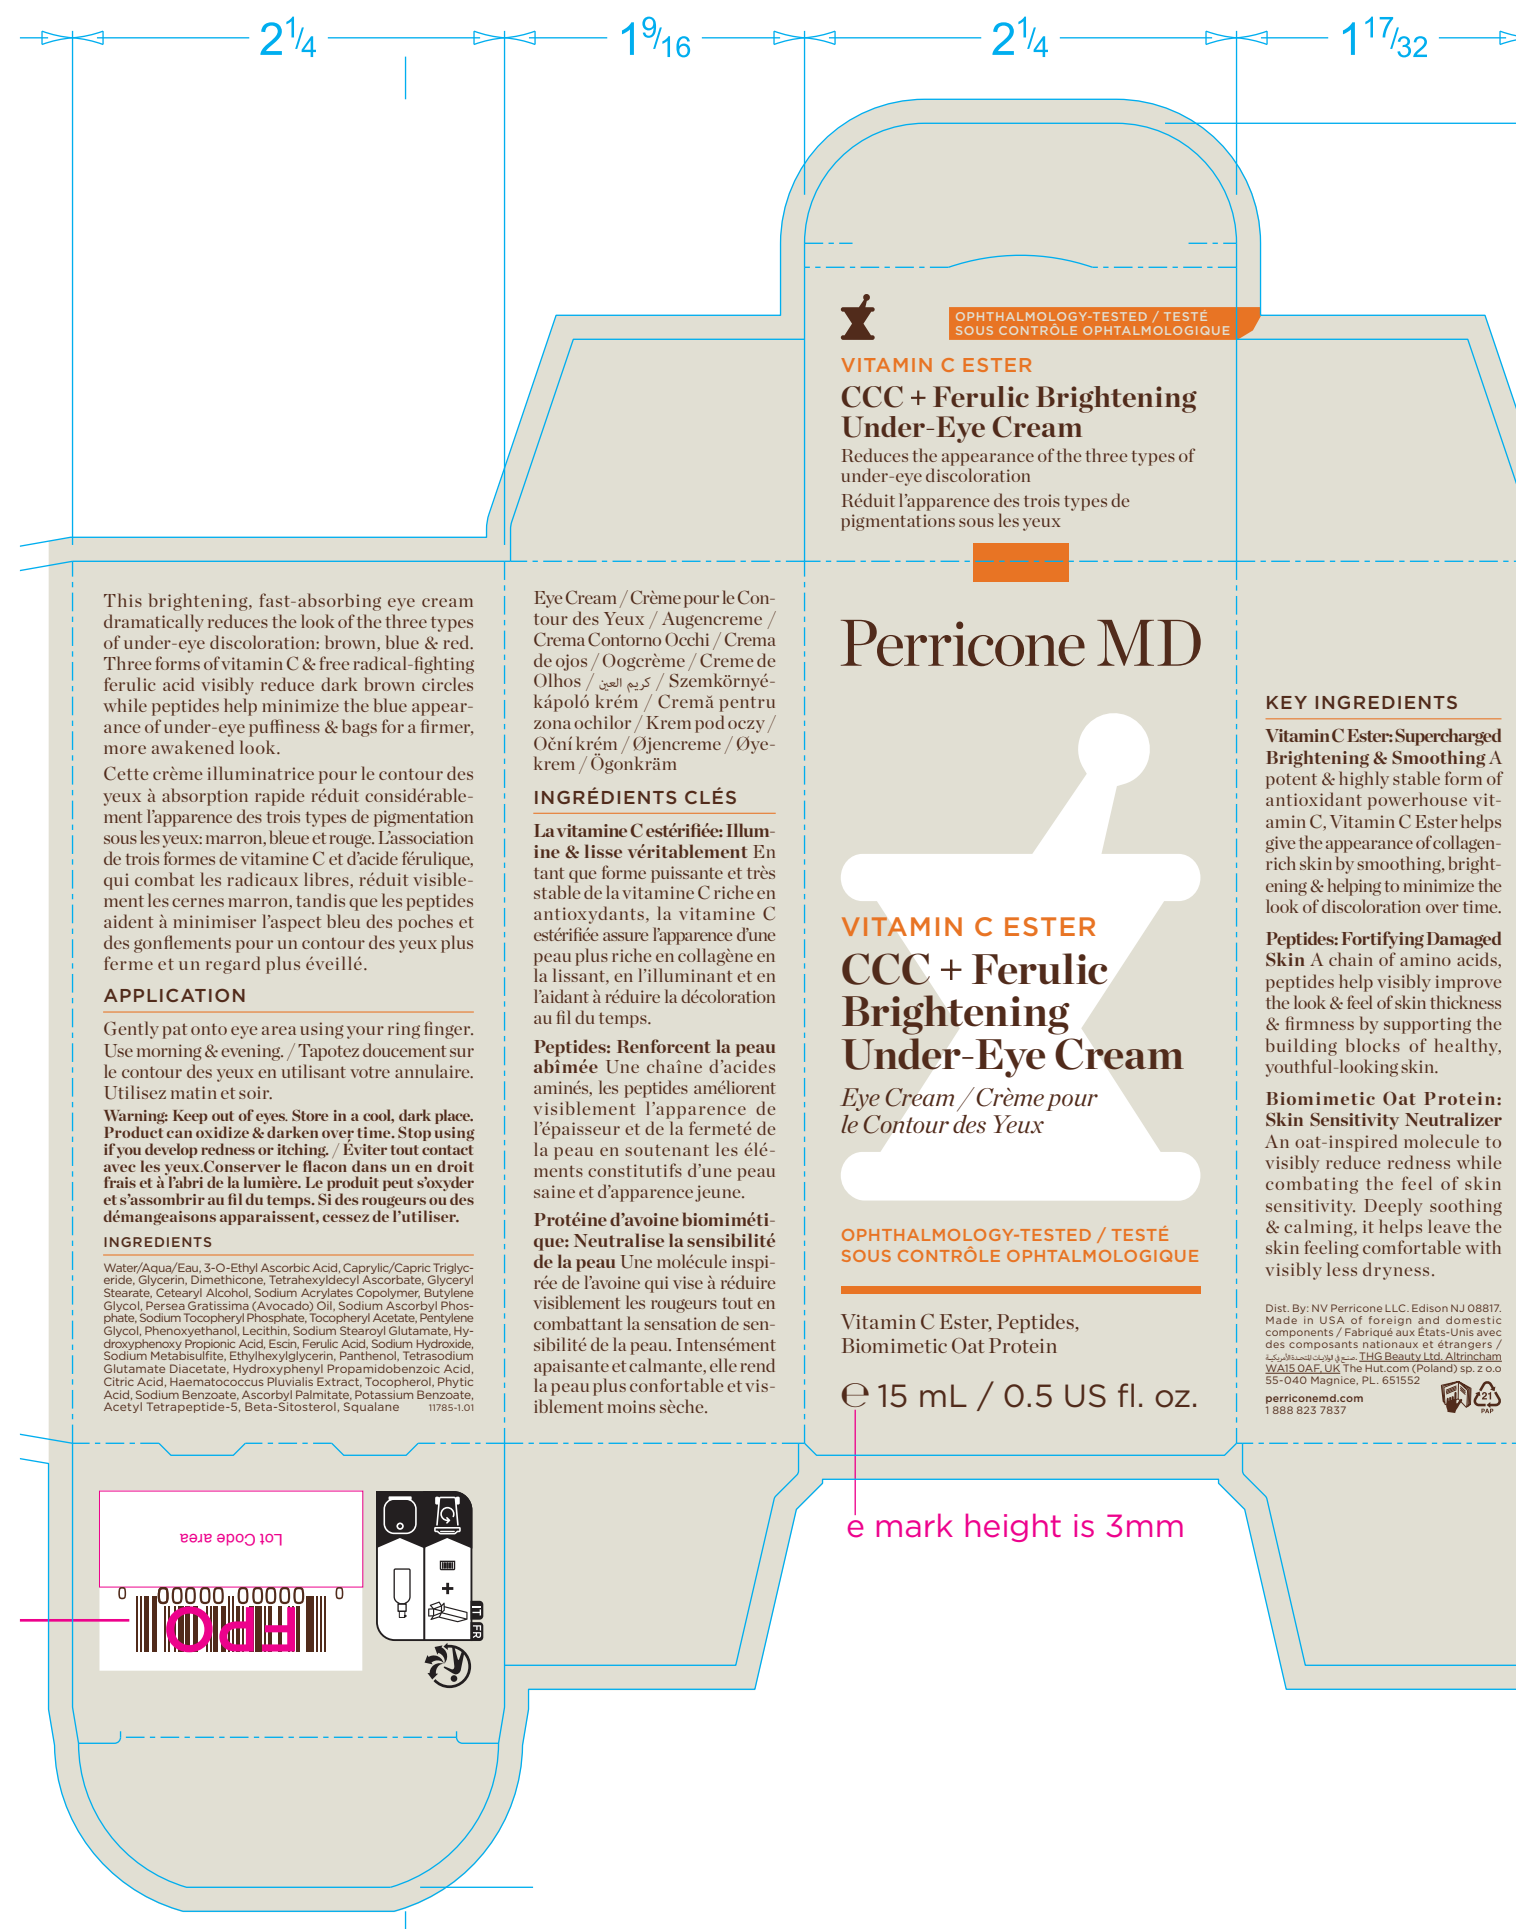 2 1/4
1 9/16
2 1/4
1 17/32
OPHTHALMOLOGY-TESTED / TESTÉ
SOUS CONTRÔLE OPHTALMOLOGIQUE
VITAMIN C ESTER
CCC + Ferulic Brightening
Under-Eye Cream
Reduces the appearance of the three types of
under-eye discoloration
Réduit l’apparence des trois types de
pigmentations sous les yeux
This brightening, fast-absorbing eye cream
dramatically reduces the look of the three types
of under-eye discoloration: brown, blue & red.
Three forms of vitamin C & free radical-fighting
ferulic acid visibly reduce dark brown circles
while peptides help minimize the blue appear-
ance of under-eye puffiness & bags for a firmer,
more awakened look.
Cette crème illuminatrice pour le contour des
yeux à absorption rapide réduit considérable-
ment l’apparence des trois types de pigmentation
sous les yeux: marron, bleue et rouge. L’association
de trois formes de vitamine C et d’acide férulique,
qui combat les radicaux libres, réduit visible-
ment les cernes marron, tandis que les peptides
aident à minimiser l’aspect bleu des poches et
des gonflements pour un contour des yeux plus
ferme et un regard plus éveillé.
APPLICATION
Gently pat onto eye area using your ring finger.
Use morning & evening. / Tapotez doucement sur
le contour des yeux en utilisant votre annulaire.
Utilisez matin et soir.
Warning: Keep out of eyes. Store in a cool, dark place.
Product can oxidize & darken over time. Stop using
if you develop redness or itching. / Éviter tout contact
avec les yeux.Conserver le flacon dans un en droit
frais et à l’abri de la lumière. Le produit peut s’oxyder
et s’assombrir au fil du temps. Si des rougeurs ou des
démangeaisons apparaissent, cessez de l’utiliser.
INGREDIENTS
Water/Aqua/Eau, 3-O-Ethyl Ascorbic Acid, Caprylic/Capric Triglyc-
eride, Glycerin, Dimethicone, Tetrahexyldecyl Ascorbate, Glyceryl
Stearate, Cetearyl Alcohol, Sodium Acrylates Copolymer, Butylene
Glycol, Persea Gratissima (Avocado) Oil, Sodium Ascorbyl Phos-
phate, Sodium Tocopheryl Phosphate, Tocopheryl Acetate, Pentylene
Glycol, Phenoxyethanol, Lecithin, Sodium Stearoyl Glutamate, Hy-
droxyphenoxy Propionic Acid, Escin, Ferulic Acid, Sodium Hydroxide,
Sodium Metabisulfite, Ethylhexylglycerin, Panthenol, Tetrasodium
Glutamate Diacetate, Hydroxyphenyl Propamidobenzoic Acid,
Citric Acid, Haematococcus Pluvialis Extract, Tocopherol, Phytic
Acid, Sodium Benzoate, Ascorbyl Palmitate, Potassium Benzoate,
Acetyl Tetrapeptide-5, Beta-Sitosterol, Squalane 11785-1.01
Eye Cream / Crème pour le Con-
tour des Yeux / Augencreme /
Crema Contorno Occhi / Crema
de ojos / Oogcrème / Creme de
Olhos / كريم العين / Szemkörnyé-
kápoló krém / Cremă pentru
zona ochilor / Krem pod oczy /
Oční krém / Øjencreme / Øye-
krem / Ögonkräm
INGRÉDIENTS CLÉS
La vitamine C estérifiée: Illum-
ine & lisse véritablement En
tant que forme puissante et très
stable de la vitamine C riche en
antioxydants, la vitamine C
estérifiée assure l’apparence d’une
peau plus riche en collagène en
la lissant, en l’illuminant et en
l’aidant à réduire la décoloration
au fil du temps.
Peptides: Renforcent la peau
abîmée Une chaîne d’acides
aminés, les peptides améliorent
visiblement l’apparence de
l’épaisseur et de la fermeté de
la peau en soutenant les élé-
ments constitutifs d’une peau
saine et d’apparence jeune.
Protéine d’avoine biomiméti-
que: Neutralise la sensibilité
de la peau Une molécule inspi-
rée de l’avoine qui vise à réduire
visiblement les rougeurs tout en
combattant la sensation de sen-
sibilité de la peau. Intensément
apaisante et calmante, elle rend
la peau plus confortable et vis-
iblement moins sèche.
Perricone MD
VITAMIN C ESTER
CCC + Ferulic
Brightening
Under-Eye Cream
Eye Cream / Crème pour
le Contour des Yeux
OPHTHALMOLOGY-TESTED / TESTÉ
SOUS CONTRÔLE OPHTALMOLOGIQUE
Vitamin C Ester, Peptides,
Biomimetic Oat Protein
℮ 15 mL / 0.5 US fl. oz.
e mark height is 3mm
KEY INGREDIENTS
Vitamin C Ester: Supercharged
Brightening & Smoothing A
potent & highly stable form of
antioxidant powerhouse vit-
amin C, Vitamin C Ester helps
give the appearance of collagen-
rich skin by smoothing, bright-
ening & helping to minimize the
look of discoloration over time.
Peptides: Fortifying Damaged
Skin A chain of amino acids,
peptides help visibly improve
the look & feel of skin thickness
& firmness by supporting the
building blocks of healthy,
youthful-looking skin.
Biomimetic Oat Protein:
Skin Sensitivity Neutralizer
An oat-inspired molecule to
visibly reduce redness while
combating the feel of skin
sensitivity. Deeply soothing
& calming, it helps leave the
skin feeling comfortable with
visibly less dryness.
Dist. By: NV Perricone LLC. Edison NJ 08817.
Made in USA of foreign and domestic
components / Fabriqué aux États-Unis avec
des composants nationaux et étrangers /
صنع في الولايات المتحدة الأمريكية. THG Beauty Ltd. Altrincham
WA15 0AF, UK The Hut.com (Poland) sp. z o.o
55-040 Magnice, PL. 651552
perriconemd.com
1 888 823 7837
21
PAP
Lot Code area
0 00000 00000 0
FPO
IT FR